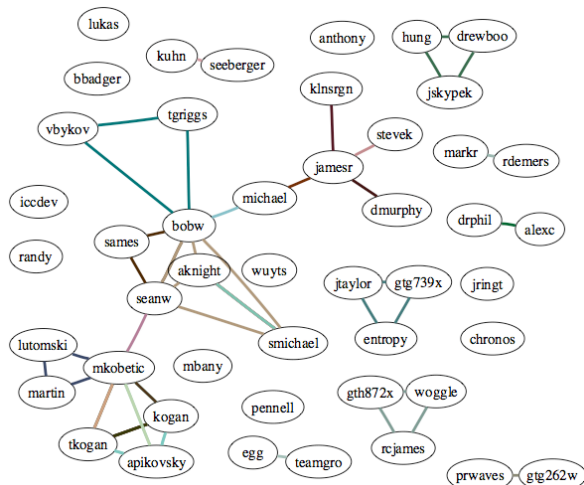 lukas
anthony
hung
drewboo
kuhn
seeberger
bbadger
klnsrgn
jskypek
tgriggs
vbykov
stevek
markr
rdemers
jamesr
michael
iccdev
dmurphy
drphil
alexc
bobw
sames
randy
aknight
wuyts
jtaylor
gtg739x
jringt
seanw
entropy
chronos
lutomski
smichael
mkobetic
mbany
martin
gth872x
woggle
kogan
pennell
tkogan
rcjames
egg
apikovsky
teamgro
prwaves
gtg262w